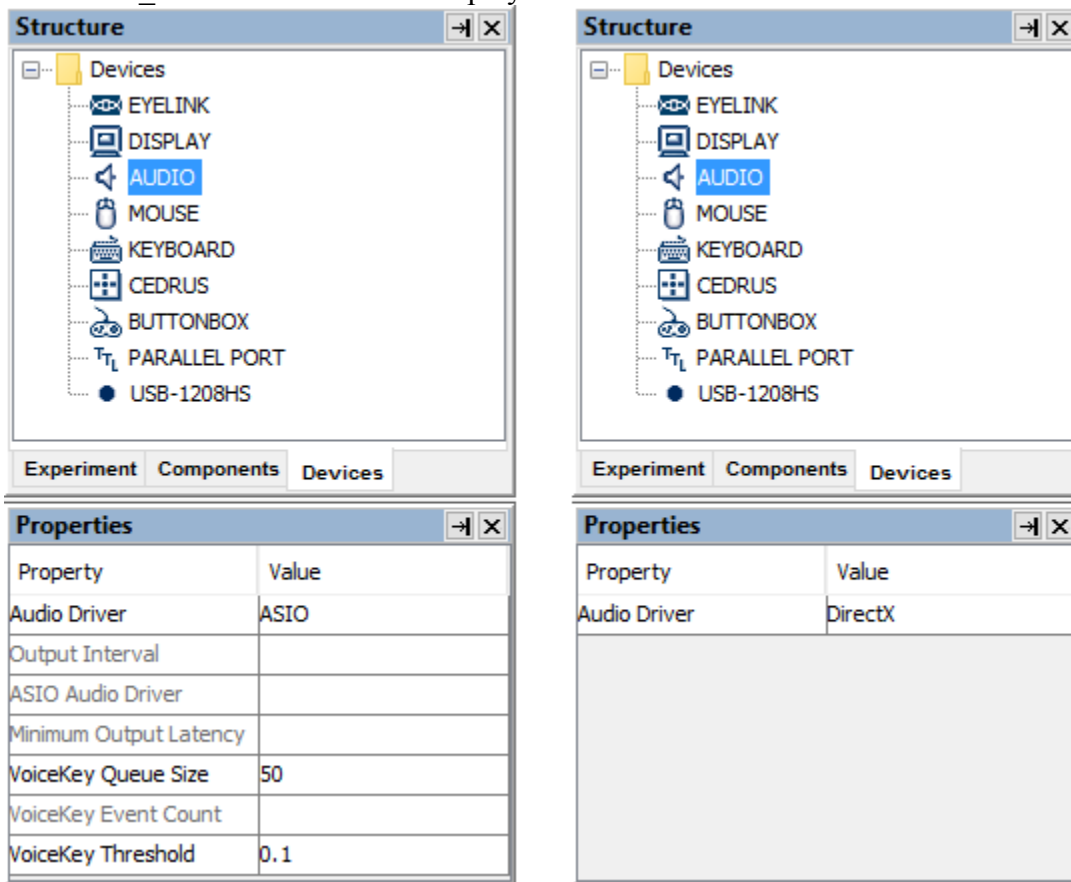 Structure
Devices
EYELINK
DISPLAY
AUDIO
MOUSE
KEYBOARD
CEDRUS
BUTTONBOX
TTL PARALLEL PORT
USB-1208HS
Experiment Components Devices
Properties
Property Value
Audio Driver ASIO
Output Interval
ASIO Audio Driver
Minimum Output Latency
VoiceKey Queue Size 50
VoiceKey Event Count
VoiceKey Threshold 0.1
Structure
Devices
EYELINK
DISPLAY
AUDIO
MOUSE
KEYBOARD
CEDRUS
BUTTONBOX
TTL PARALLEL PORT
USB-1208HS
Experiment Components Devices
Properties
Property Value
Audio Driver DirectX